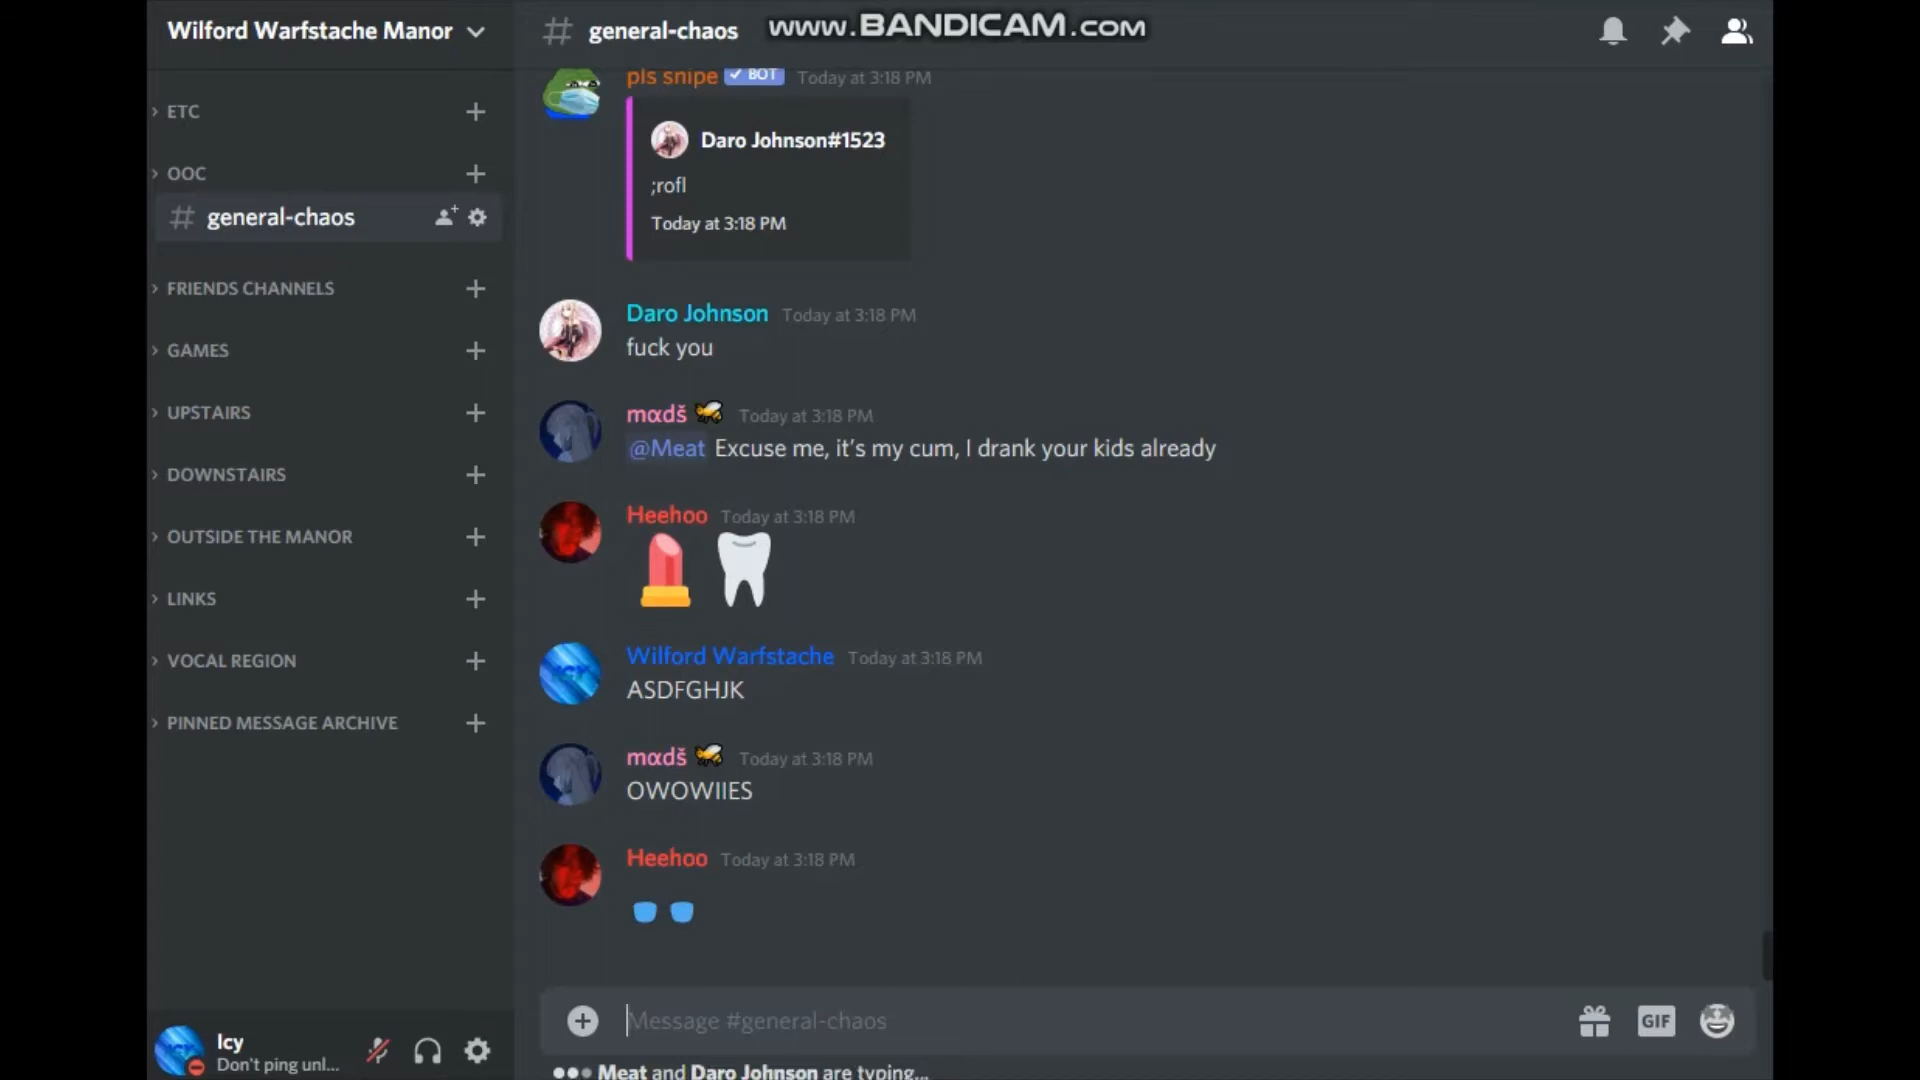 Wilford Warfstache Manor
ETC
OOC
general-chaos
FRIENDS CHANNELS
GAMES
UPSTAIRS
DOWNSTAIRS
OUTSIDE THE MANOR
LINKS
VOCAL REGION
PINNED MESSAGE ARCHIVE
Icy
Don't ping unl...
general-chaos
www.BANDICAM.com
pls snipe ✓ BOT Today at 3:18 PM
Daro Johnson#1523
;rofl
Today at 3:18 PM
Daro Johnson Today at 3:18 PM
fuck you
mαdš 🐝 Today at 3:18 PM
@Meat Excuse me, it's my cum, I drank your kids already
Heehoo Today at 3:18 PM
💄 🦷
Wilford Warfstache Today at 3:18 PM
ASDFGHJK
mαdš 🐝 Today at 3:18 PM
OWOWIIES
Heehoo Today at 3:18 PM
Message #general-chaos
GIF
Meat and Daro Johnson are typing...